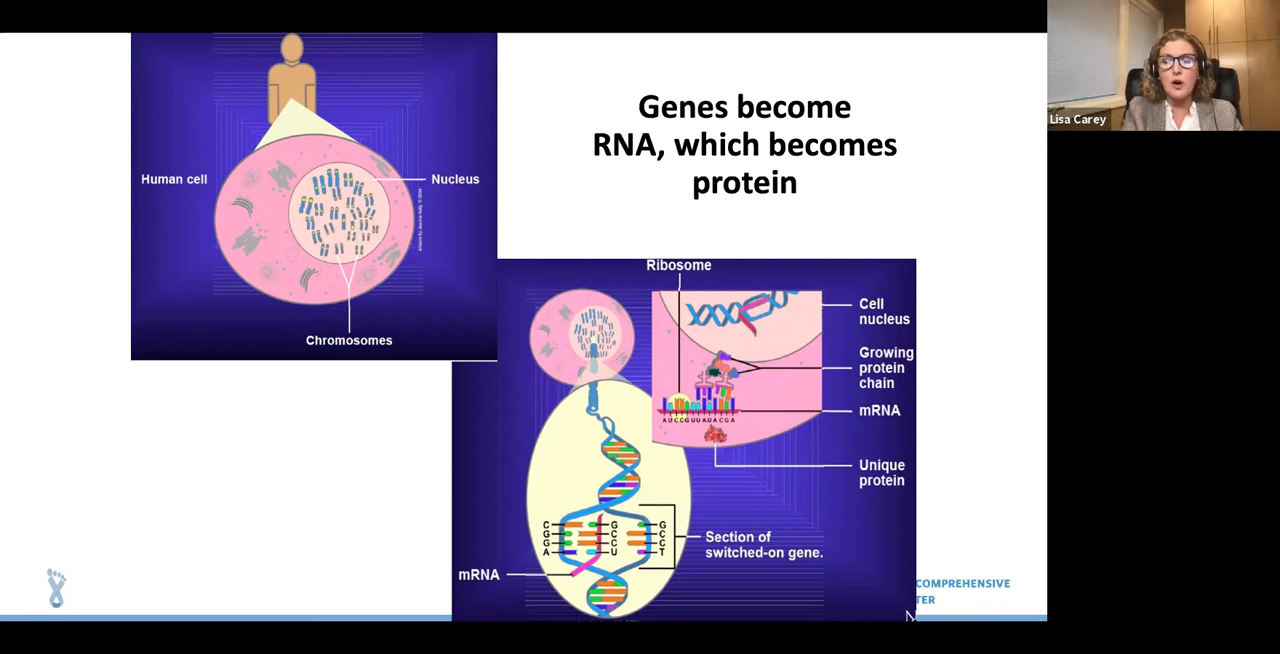 Genes become
RNA, which becomes
protein
Lisa Carey
Human cell
Nucleus
Chromosomes
Ribosome
Cell
nucleus
Growing
protein
chain
mRNA
AUCCGUUAUACGA
Unique
protein
C G G
G C C
G C C
A U T
Section of
switched-on gene.
mRNA
COMPREHENSIVE
TER